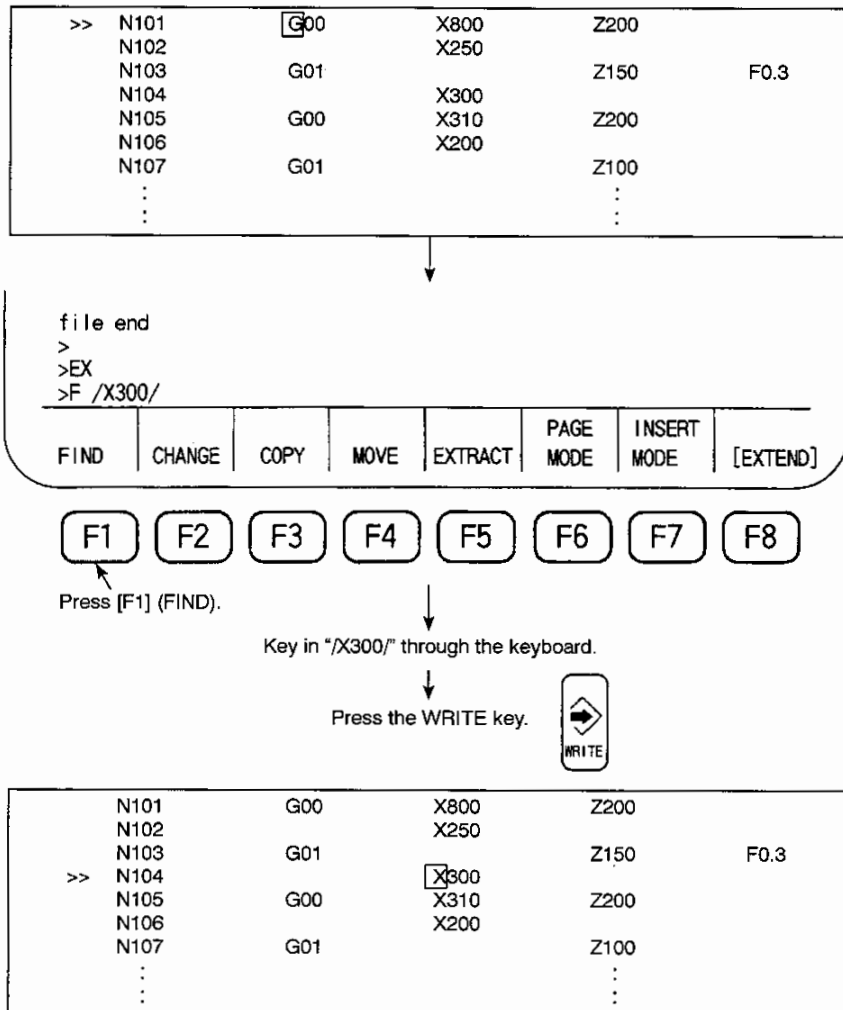 >> N101 G00 X800 Z200
N102 X250
N103 G01 Z150 F0.3
N104 X300
N105 G00 X310 Z200
N106 X200
N107 G01 Z100
file end
>
>EX
>F /X300/
FIND CHANGE COPY MOVE EXTRACT PAGE MODE INSERT MODE [EXTEND]
F1 F2 F3 F4 F5 F6 F7 F8
Press [F1] (FIND).
Key in "/X300/" through the keyboard.
Press the WRITE key.
WRITE
N101 G00 X800 Z200
N102 X250
N103 G01 Z150 F0.3
>> N104 X300
N105 G00 X310 Z200
N106 X200
N107 G01 Z100